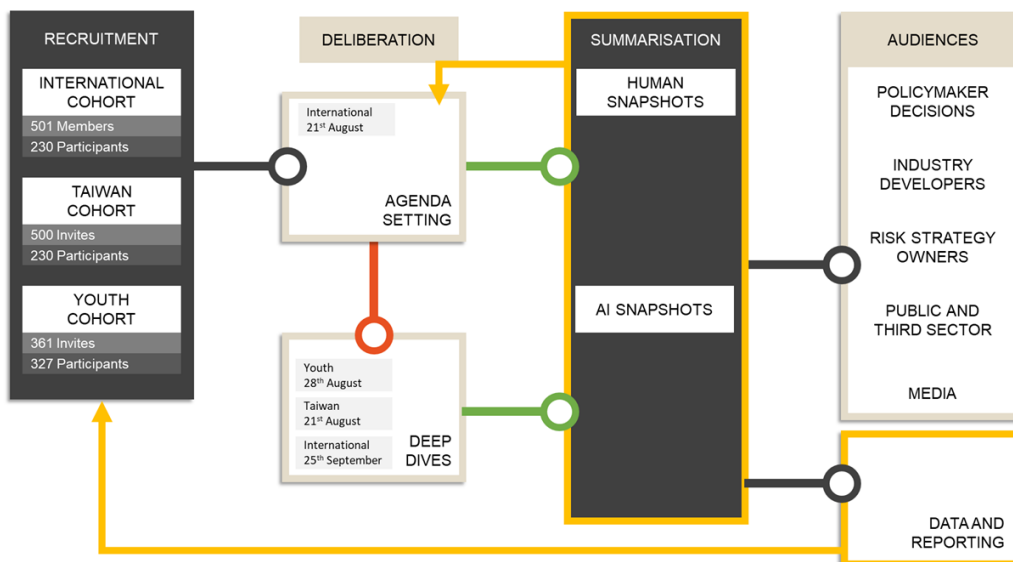 RECRUITMENT
INTERNATIONAL
COHORT
501 Members
230 Participants
TAIWAN
COHORT
500 Invites
230 Participants
YOUTH
COHORT
361 Invites
327 Participants
DELIBERATION
International
21st August
AGENDA
SETTING
Youth
28th August
Taiwan
21st August
International
25th September
DEEP
DIVES
SUMMARISATION
HUMAN
SNAPSHOTS
AI SNAPSHOTS
AUDIENCES
POLICYMAKER
DECISIONS
INDUSTRY
DEVELOPERS
RISK STRATEGY
OWNERS
PUBLIC AND
THIRD SECTOR
MEDIA
DATA AND
REPORTING